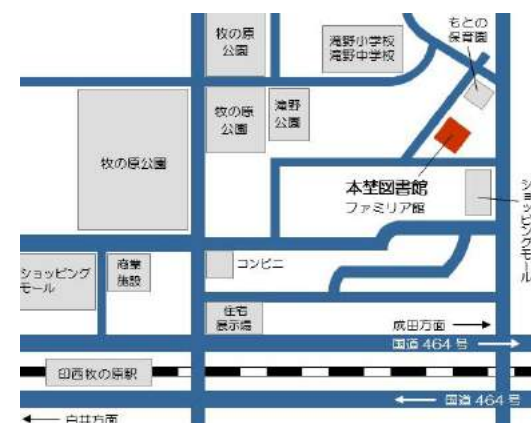 牧の原
公園
滝野小学校
滝野中学校
もとの
保育園
牧の原公園
牧の原
公園
滝野
公園
本埜図書館
ファミリア館
ショッピングモール
ショッピング
モール
商業
施設
コンビニ
住宅
展示場
成田方面
国道464号
印西牧の原駅
国道464号
白井方面